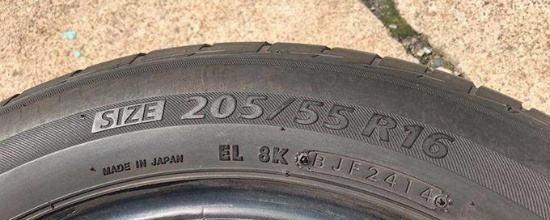 SIZE 205/55 R16
MADE IN JAPAN EL 8K BJF2414